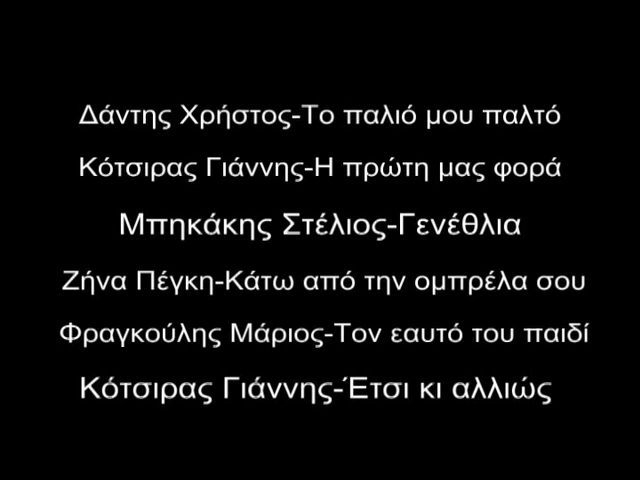 Δάντης Χρήστος-Το παλιό μου παλτό
Κότσιρας Γιάννης-Η πρώτη μας φορά
Μπηκάκης Στέλιος-Γενέθλια
Ζήνα Πέγκη-Κάτω από την ομπρέλα σου
Φραγκούλης Μάριος-Τον εαυτό του παιδί
Κότσιρας Γιάννης-Έτσι κι αλλιώς